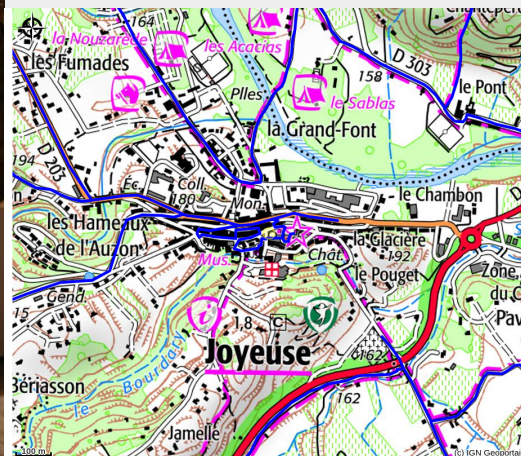 164
la Nouzarède
les Acacias
les Fumades
D 303
158
le Pont
Plles
le Sablas
la Grand-Font
D 203
194
Éc.
Coll.
180
Mon.
le Chambon
les Hameaux
de l'Auzon
la Glacière
192
Mus.
Chât.
le Pouget
Zone
du C
Gend.
15
Pav
1,8
C
Joyeuse
162
Bériasson
le Bourdary
162
Jamelle
100 m
(c) IGN Geoportail